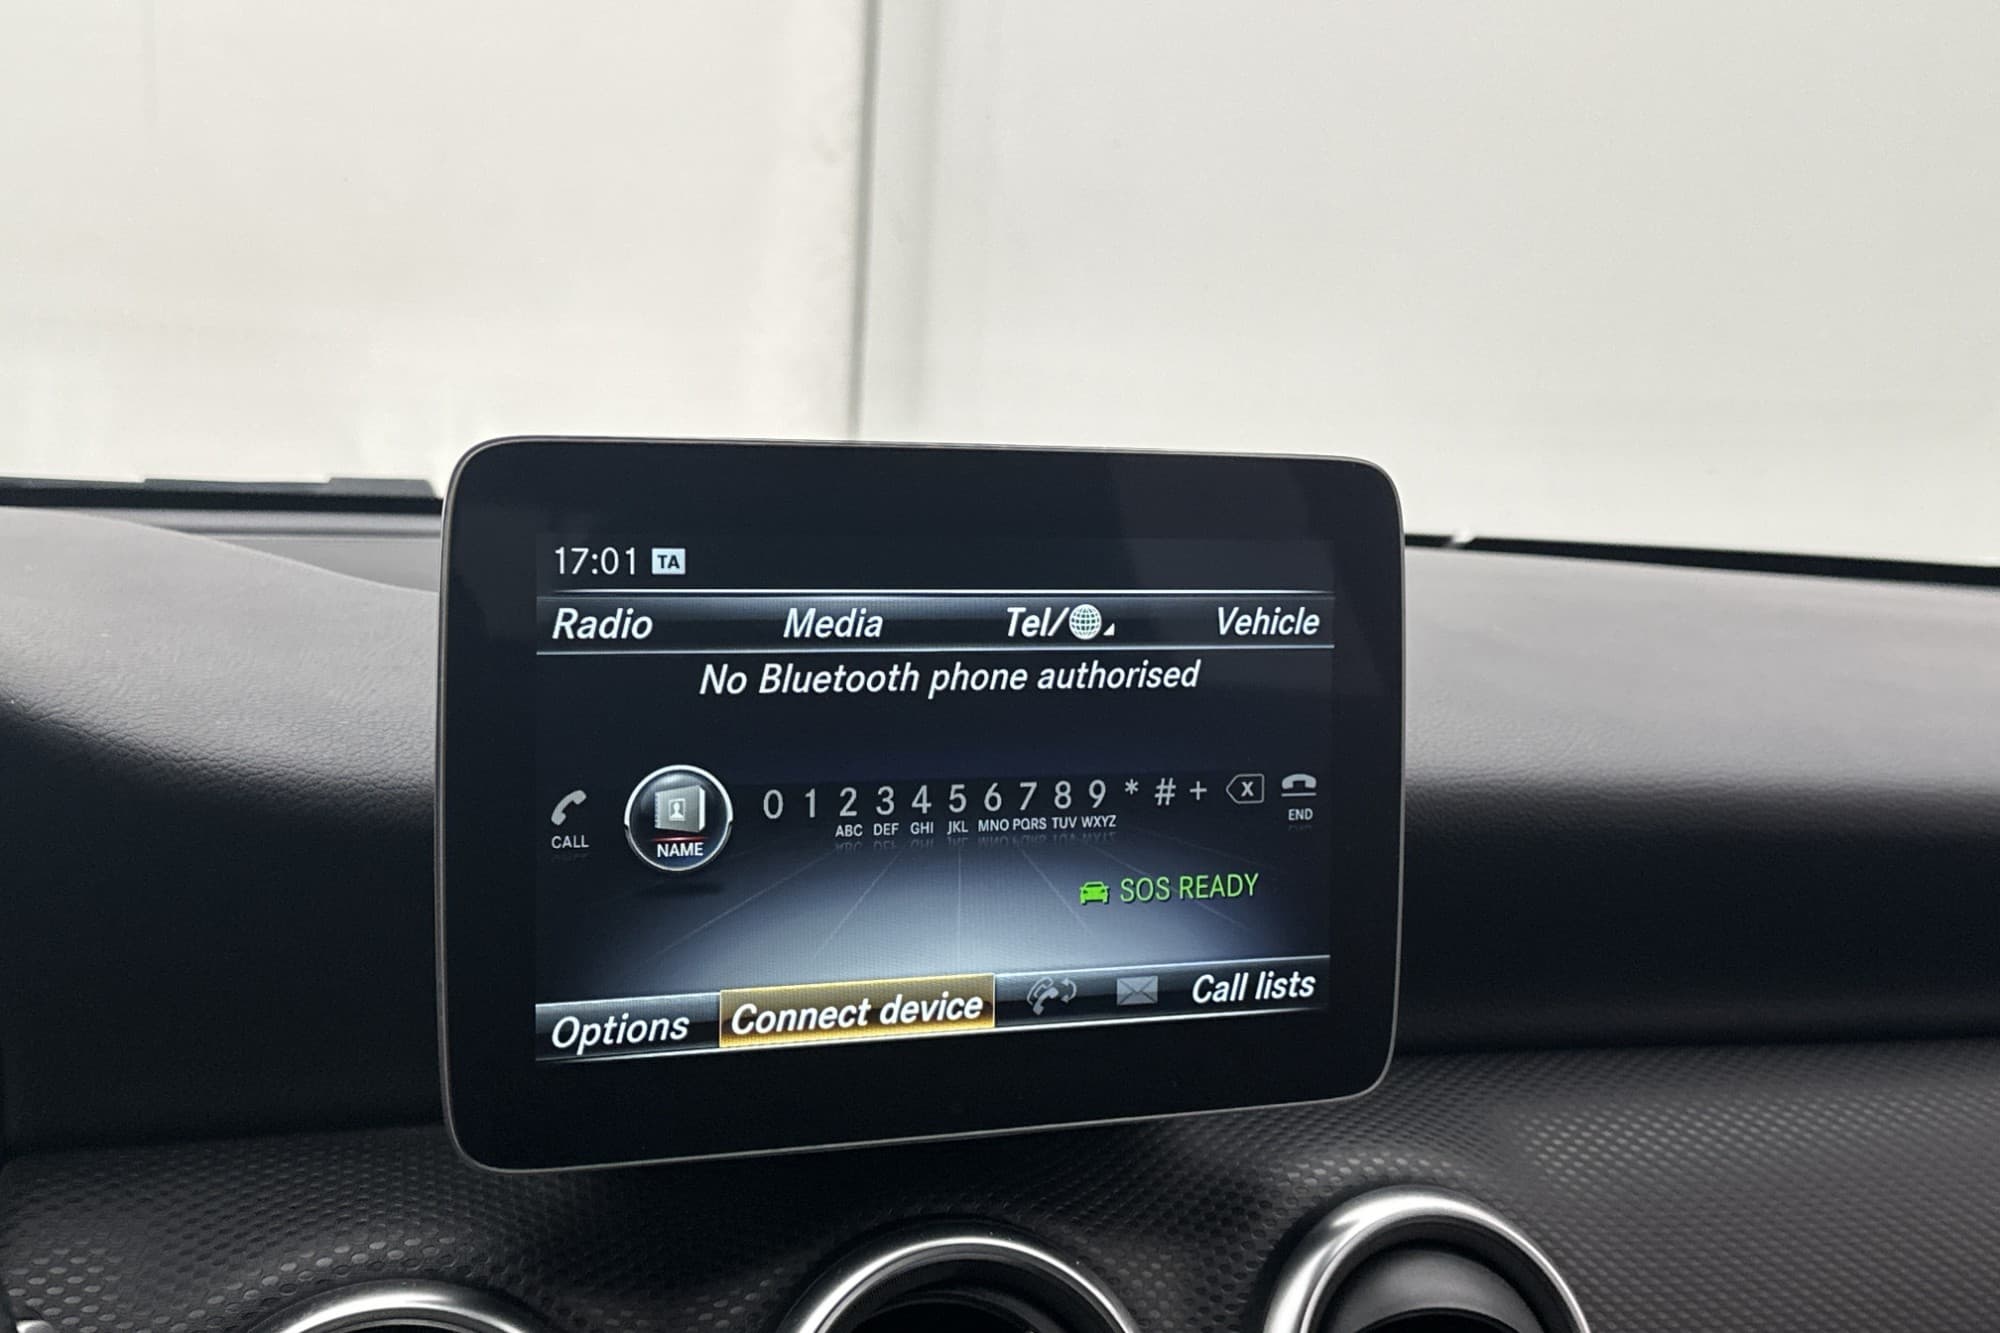 17:01 TA
Radio Media Tel/ Vehicle
No Bluetooth phone authorised
0 1 2 3 4 5 6 7 8 9 * # + X
ABC DEF GHI JKL MNO PQRS TUV WXYZ
CALL NAME END
SOS READY
Options Connect device Call lists